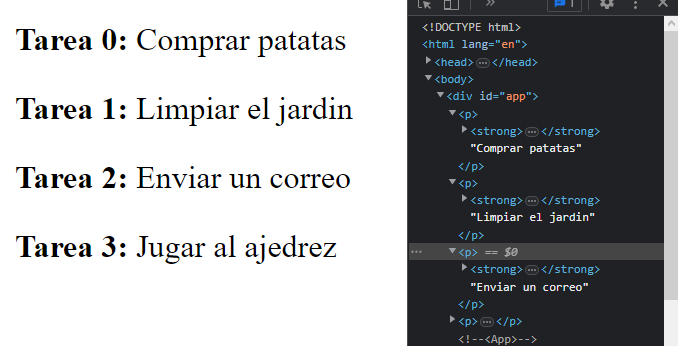 Tarea 0: Comprar patatas
Tarea 1: Limpiar el jardin
Tarea 2: Enviar un correo
Tarea 3: Jugar al ajedrez
1
<!DOCTYPE html>
<html lang="en">
<head>…</head>
<body>
<div id="app">
<p>
<strong>…</strong>
"Comprar patatas"
</p>
<p>
<strong>…</strong>
"Limpiar el jardin"
</p>
… <p> == $0
<strong>…</strong>
"Enviar un correo"
</p>
<p>…</p>
<!--<App>-->